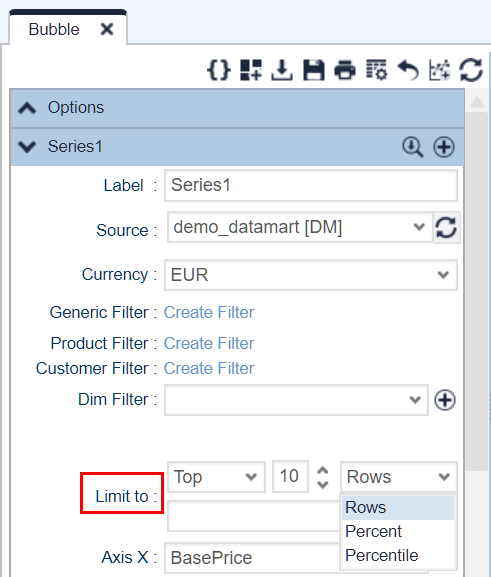 Bubble
Options
Series1
Label : Series1
Source : demo_datamart [DM]
Currency : EUR
Generic Filter : Create Filter
Product Filter : Create Filter
Customer Filter : Create Filter
Dim Filter :
Limit to : Top 10 Rows
Rows
Percent
Percentile
Axis X : BasePrice